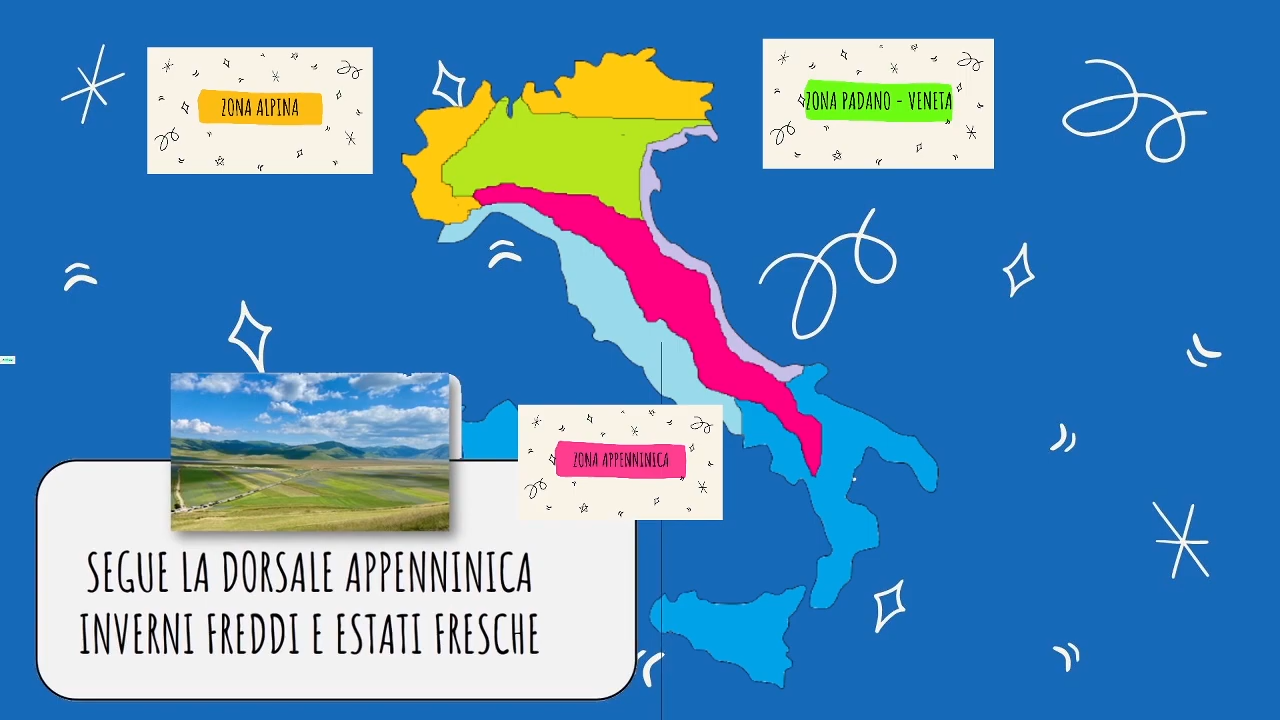 ZONA ALPINA
ZONA PADANO - VENETA
ZONA APPENNINICA
SEGUE LA DORSALE APPENNINICA
INVERNI FREDDI E ESTATI FRESCHE